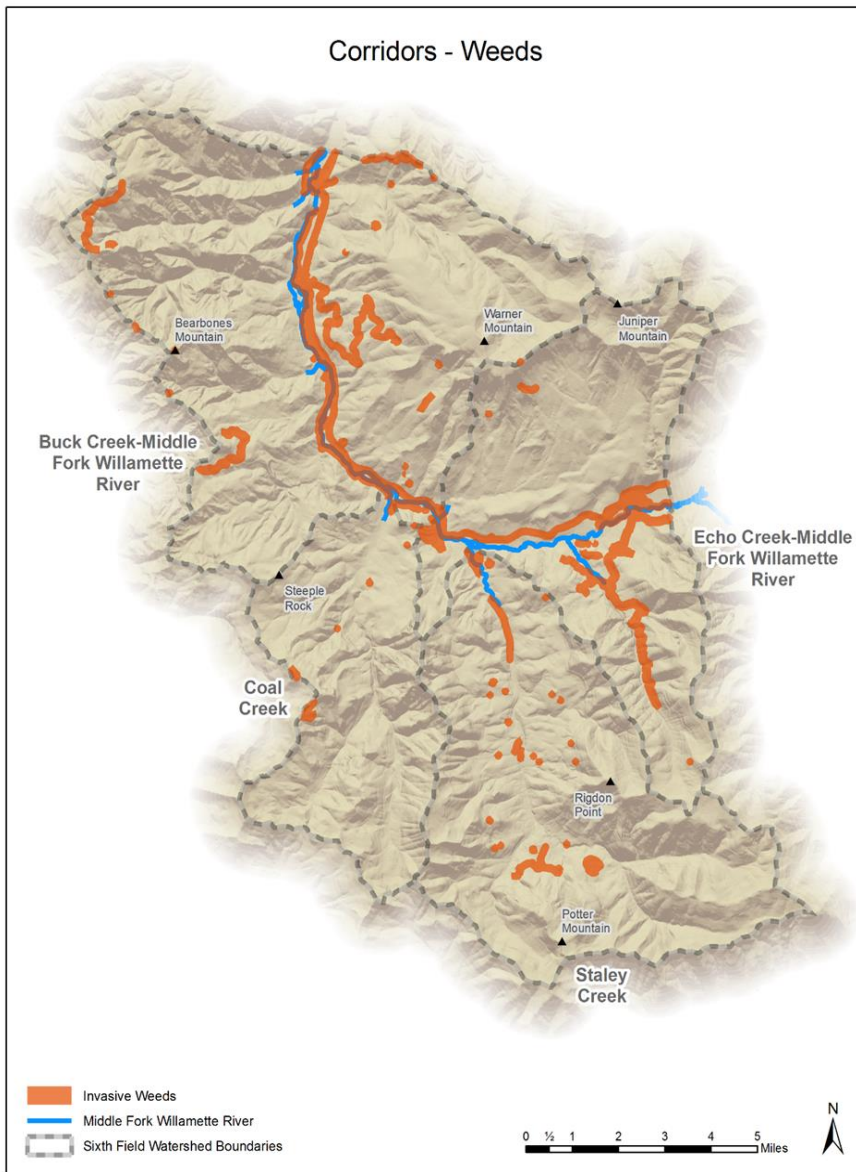 Corridors - Weeds
Bearbones
Mountain
Warner
Mountain
Juniper
Mountain
Buck Creek-Middle
Fork Willamette
River
Echo Creek-Middle
Fork Willamette
River
Steeple
Rock
Coal
Creek
Rigdon
Point
Potter
Mountain
Staley
Creek
Invasive Weeds
Middle Fork Willamette River
Sixth Field Watershed Boundaries
0 ½ 1 2 3 4 5
Miles
N